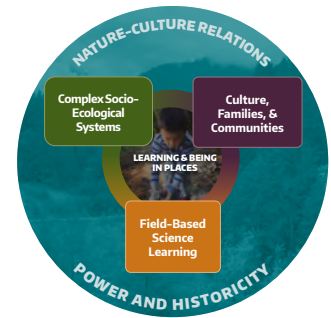 NATURE-CULTURE RELATIONS
Complex Socio-
Ecological
Systems
Culture,
Families, &
Communities
LEARNING & BEING
IN PLACES
Field-Based
Science
Learning
POWER AND HISTORICITY